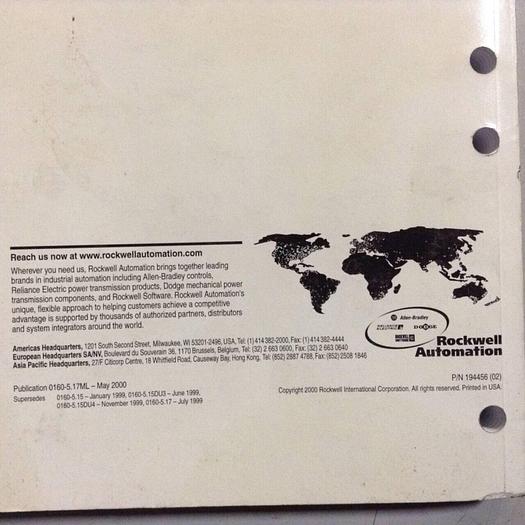 Reach us now at www.rockwellautomation.com
Wherever you need us, Rockwell Automation brings together leading
brands in industrial automation including Allen-Bradley controls,
Reliance Electric power transmission products, Dodge mechanical power
transmission components, and Rockwell Software. Rockwell Automation's
unique, flexible approach to helping customers achieve a competitive
advantage is supported by thousands of authorized partners, distributors
and system integrators around the world.
Allen-Bradley
DODGE
Rockwell
Automation
Americas Headquarters, 1201 South Second Street, Milwaukee, WI 53201-2496, USA, Tel: (1) 414 382-2000, Fax: (1) 414 382-4444
European Headquarters SA/NV, Boulevard du Souverain 36, 1170 Brussels, Belgium, Tel: (32) 2 663 0600, Fax: (32) 2 663 0640
Asia Pacific Headquarters, 27/F Citicorp Centre, 18 Whitfield Road, Causeway Bay, Hong Kong, Tel: (852) 2887 4788, Fax: (852) 2508 1846
Publication 0160-5.17ML – May 2000
Supersedes 0160-5.15 – January 1999, 0160-5.15DU3 – June 1999,
0160-5.15DU4 – November 1999, 0160-5.17 – July 1999
P/N 194456 (02)
Copyright 2000 Rockwell International Corporation. All rights reserved. Printed in USA.